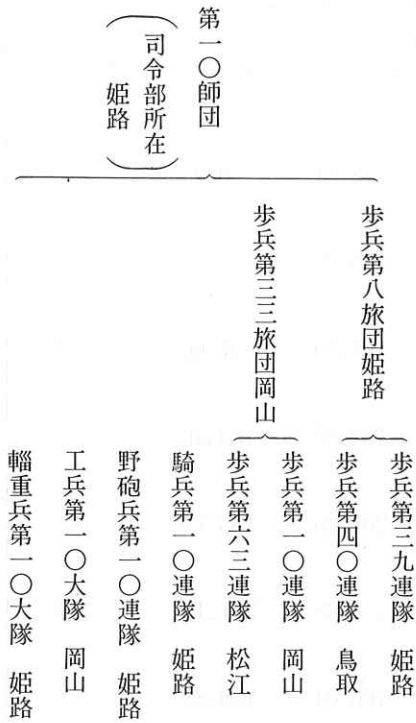 第一〇師団
(司令部所在
姫路)
歩兵第八旅団姫路
歩兵第三九連隊 姫路
歩兵第四〇連隊 鳥取
歩兵第三三旅団岡山
歩兵第一〇連隊 岡山
歩兵第六三連隊 松江
騎兵第一〇連隊 姫路
野砲兵第一〇連隊 姫路
工兵第一〇大隊 岡山
輜重兵第一〇大隊 姫路